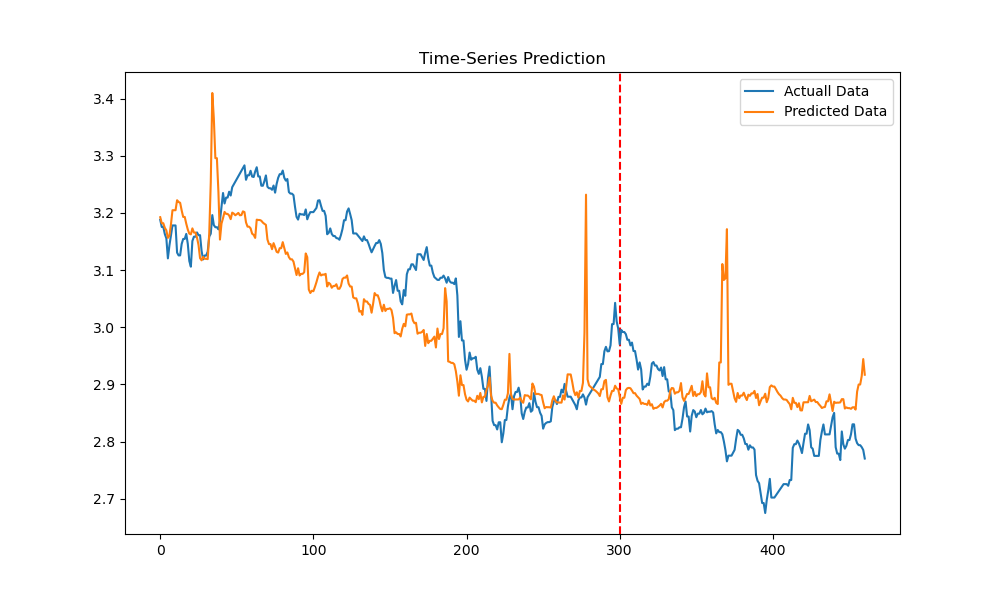 Time-Series Prediction
Actuall Data
Predicted Data
3.4
3.3
3.2
3.1
3.0
2.9
2.8
2.7
0 100 200 300 400